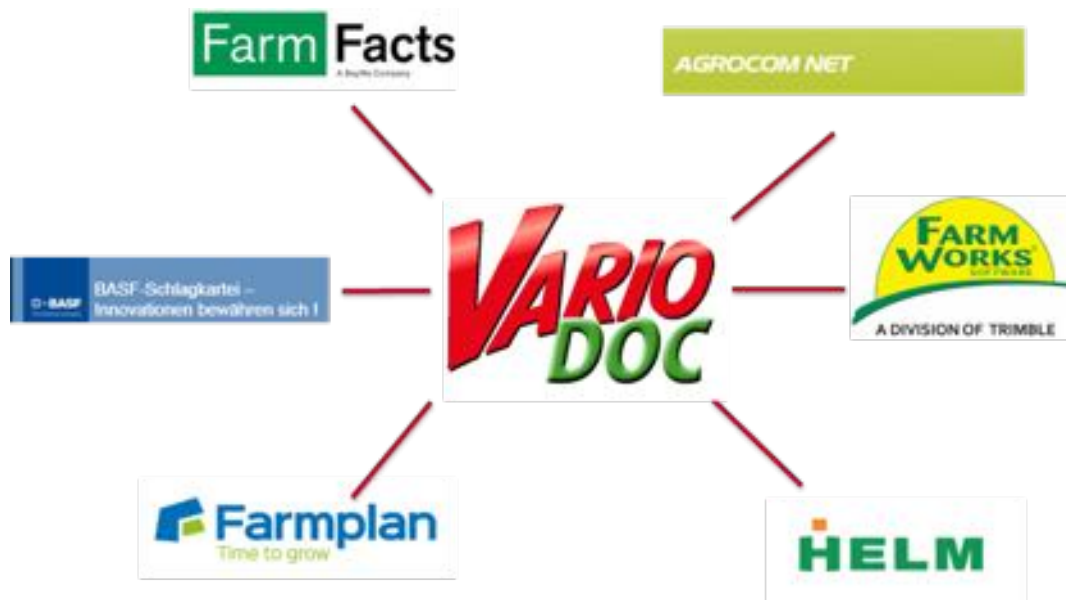 Farm Facts
A BayWa Company
AGROCOM NET
FARM
WORKS
SOFTWARE
A DIVISION OF TRIMBLE
BASF
BASF-Schlagkartei –
Innovationen bewähren sich !
VARIO
DOC
Farmplan
Time to grow
HELM